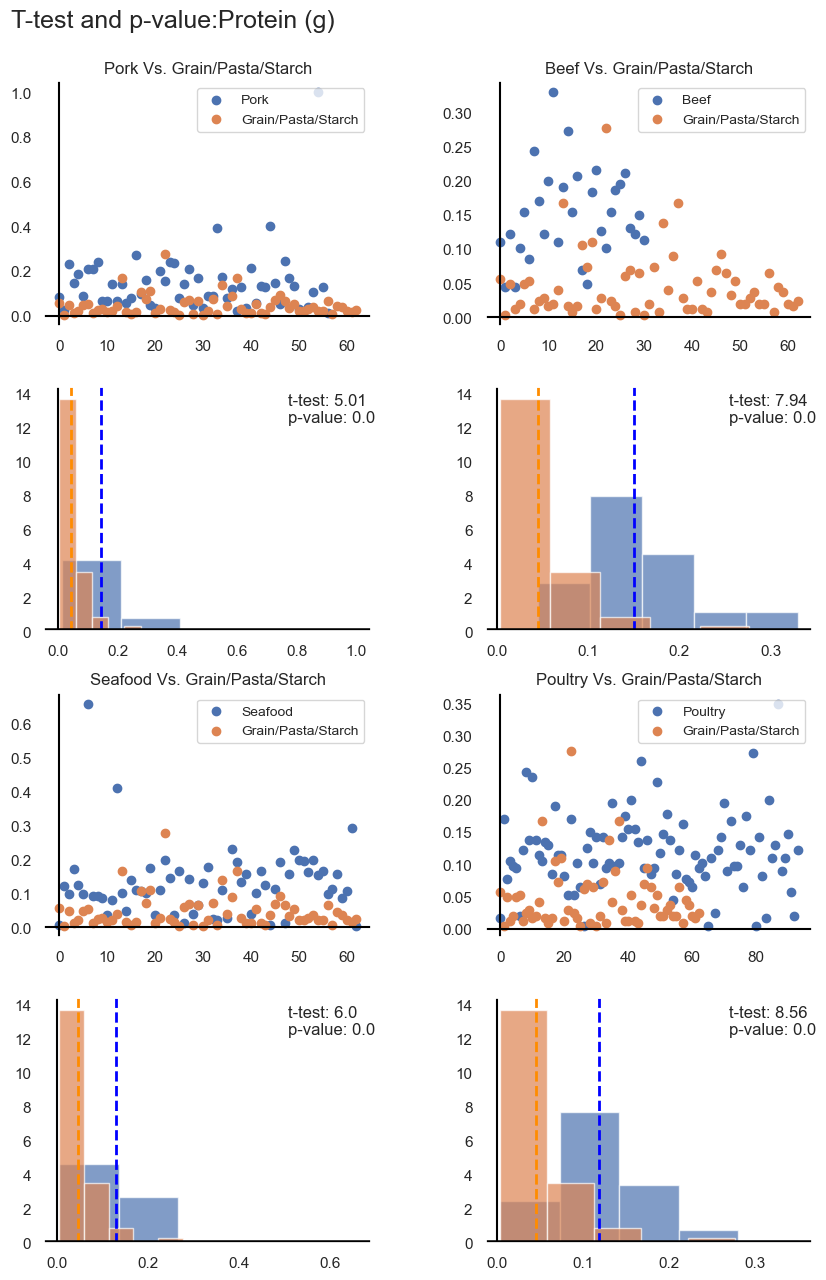 T-test and p-value:Protein (g)
Pork Vs. Grain/Pasta/Starch
Beef Vs. Grain/Pasta/Starch
1.0
0.8
0.6
0.4
0.2
0.0
Pork
Grain/Pasta/Starch
0 10 20 30 40 50 60
0.30
0.25
0.20
0.15
0.10
0.05
0.00
Beef
Grain/Pasta/Starch
0 10 20 30 40 50 60
14
12
10
8
6
4
2
0
t-test: 5.01
p-value: 0.0
0.0 0.2 0.4 0.6 0.8 1.0
14
12
10
8
6
4
2
0
t-test: 7.94
p-value: 0.0
0.0 0.1 0.2 0.3
Seafood Vs. Grain/Pasta/Starch
Poultry Vs. Grain/Pasta/Starch
0.6
0.5
0.4
0.3
0.2
0.1
0.0
Seafood
Grain/Pasta/Starch
0 10 20 30 40 50 60
0.35
0.30
0.25
0.20
0.15
0.10
0.05
0.00
Poultry
Grain/Pasta/Starch
0 20 40 60 80
14
12
10
8
6
4
2
0
t-test: 6.0
p-value: 0.0
0.0 0.2 0.4 0.6
14
12
10
8
6
4
2
0
t-test: 8.56
p-value: 0.0
0.0 0.1 0.2 0.3